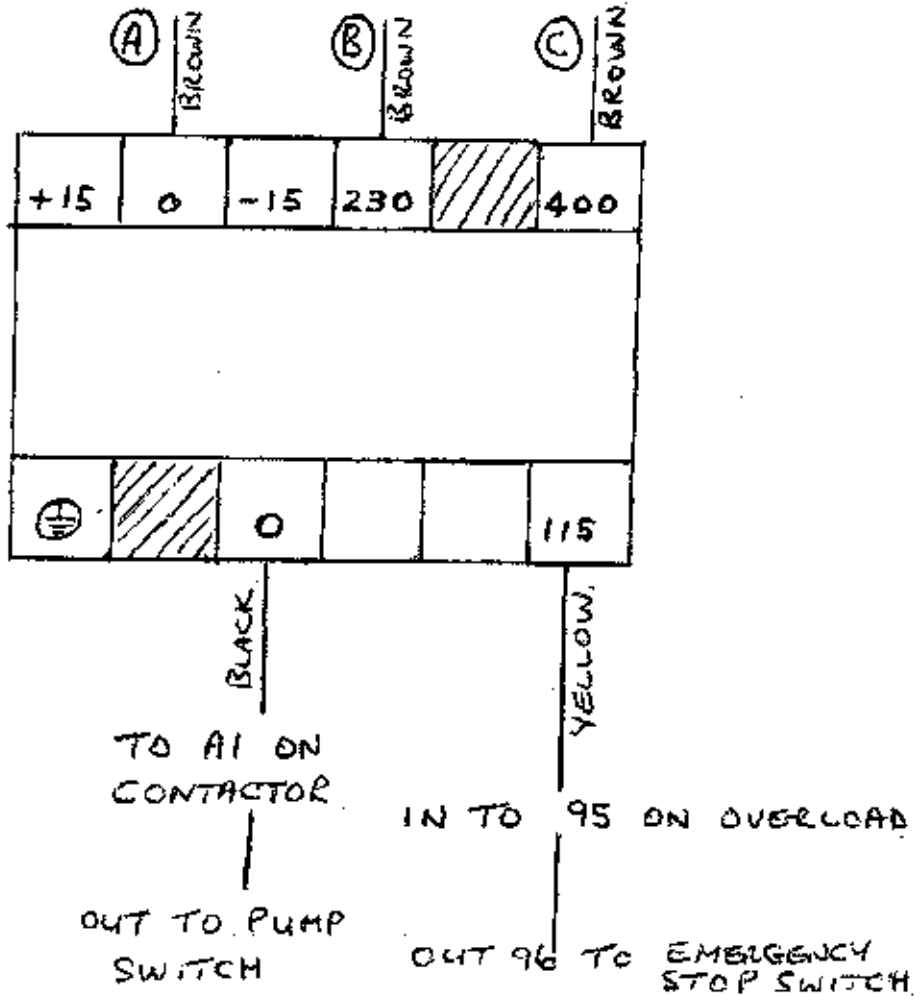 A BROWN B BROWN C BROWN
+15 0 -15 230 400
0 115
BLACK
YELLOW.
TO A1 ON
CONTACTOR
IN TO 95 ON OVERLOAD
OUT TO PUMP
SWITCH
OUT 96 TO EMERGENCY
STOP SWITCH